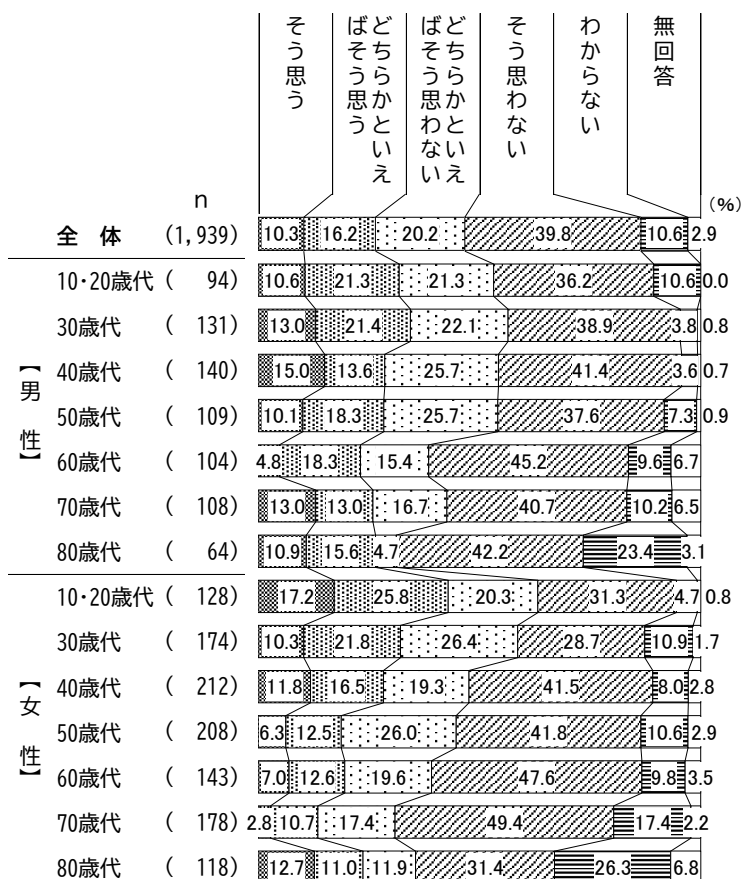 そう思う
どちらかといえばそう思う
どちらかといえばそう思わない
そう思わない
わからない
無回答
n
(%)
全 体 (1,939) 10.3 16.2 20.2 39.8 10.6 2.9
【男 性】
10・20歳代 ( 94) 10.6 21.3 21.3 36.2 10.6 0.0
30歳代 ( 131) 13.0 21.4 22.1 38.9 3.8 0.8
40歳代 ( 140) 15.0 13.6 25.7 41.4 3.6 0.7
50歳代 ( 109) 10.1 18.3 25.7 37.6 7.3 0.9
60歳代 ( 104) 4.8 18.3 15.4 45.2 9.6 6.7
70歳代 ( 108) 13.0 13.0 16.7 40.7 10.2 6.5
80歳代 ( 64) 10.9 15.6 4.7 42.2 23.4 3.1
【女 性】
10・20歳代 ( 128) 17.2 25.8 20.3 31.3 4.7 0.8
30歳代 ( 174) 10.3 21.8 26.4 28.7 10.9 1.7
40歳代 ( 212) 11.8 16.5 19.3 41.5 8.0 2.8
50歳代 ( 208) 6.3 12.5 26.0 41.8 10.6 2.9
60歳代 ( 143) 7.0 12.6 19.6 47.6 9.8 3.5
70歳代 ( 178) 2.8 10.7 17.4 49.4 17.4 2.2
80歳代 ( 118) 12.7 11.0 11.9 31.4 26.3 6.8